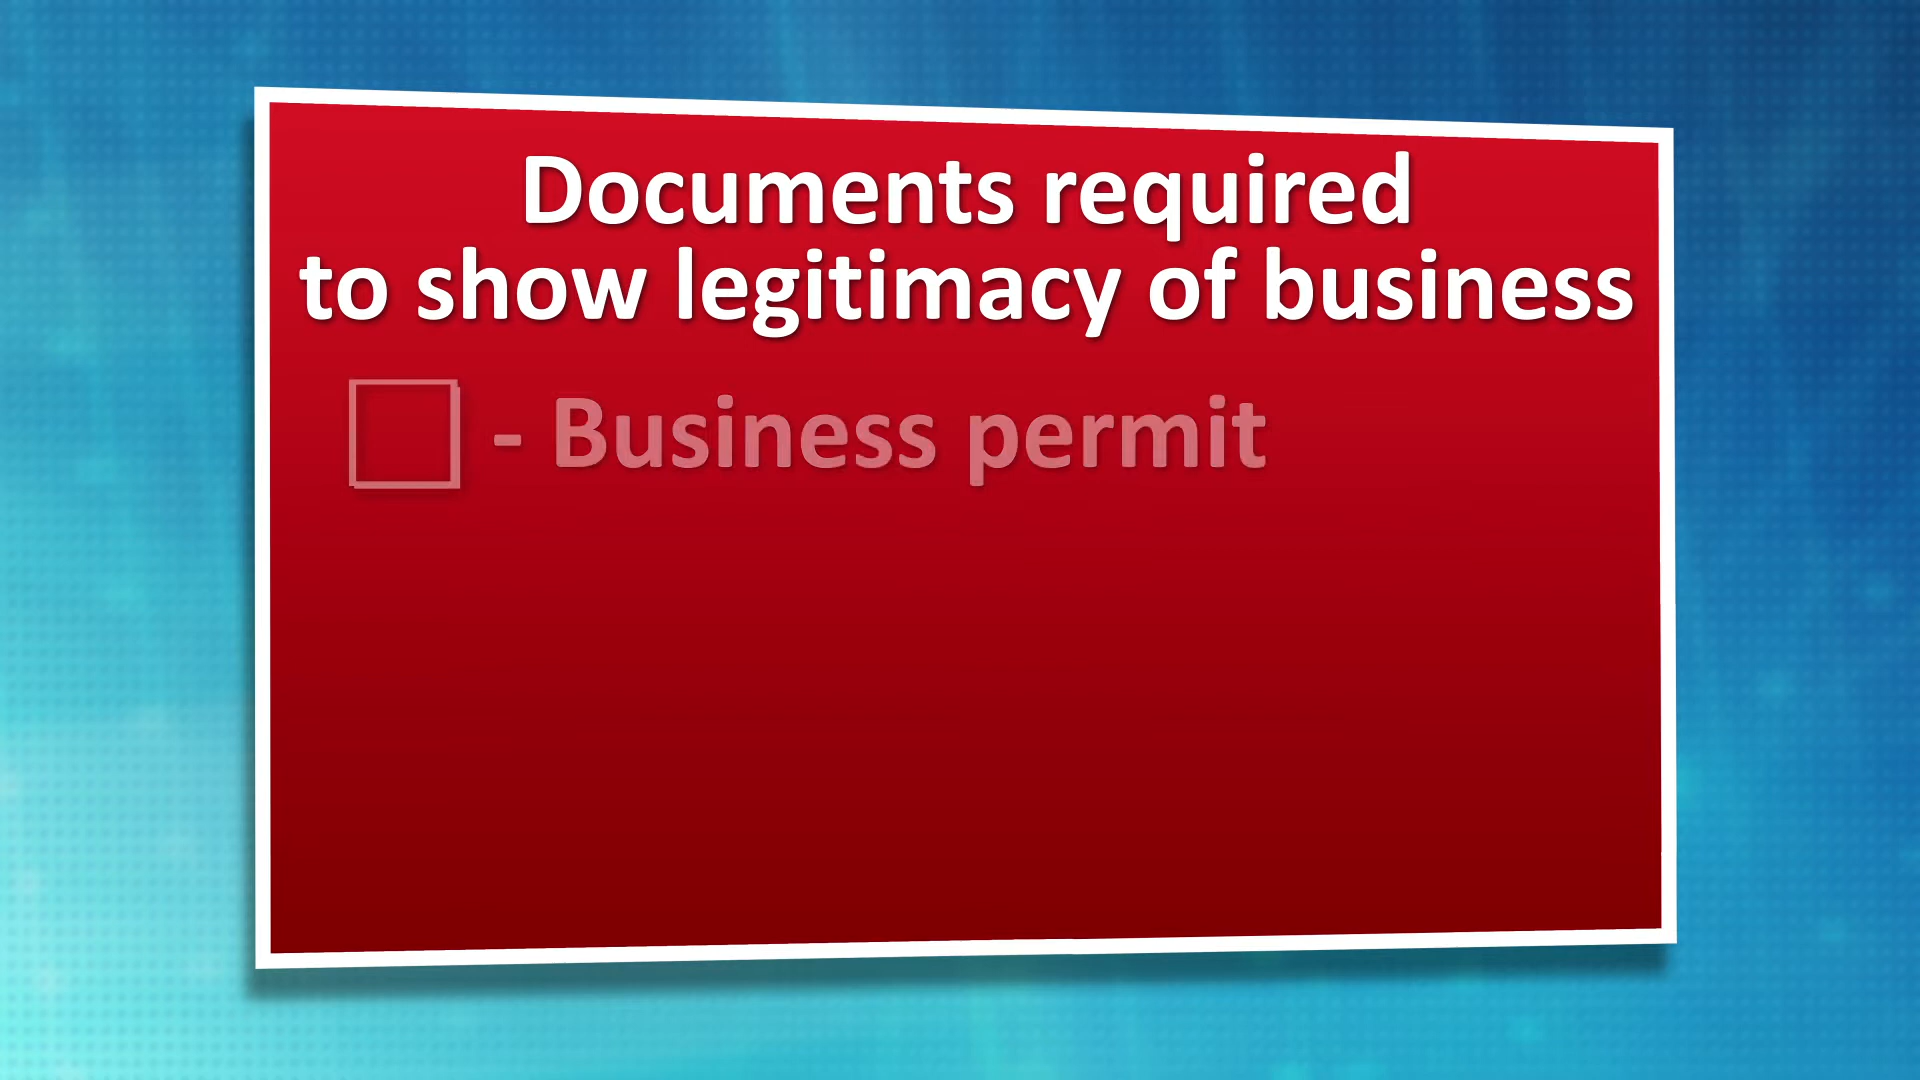 Documents required
to show legitimacy of business
- Business permit